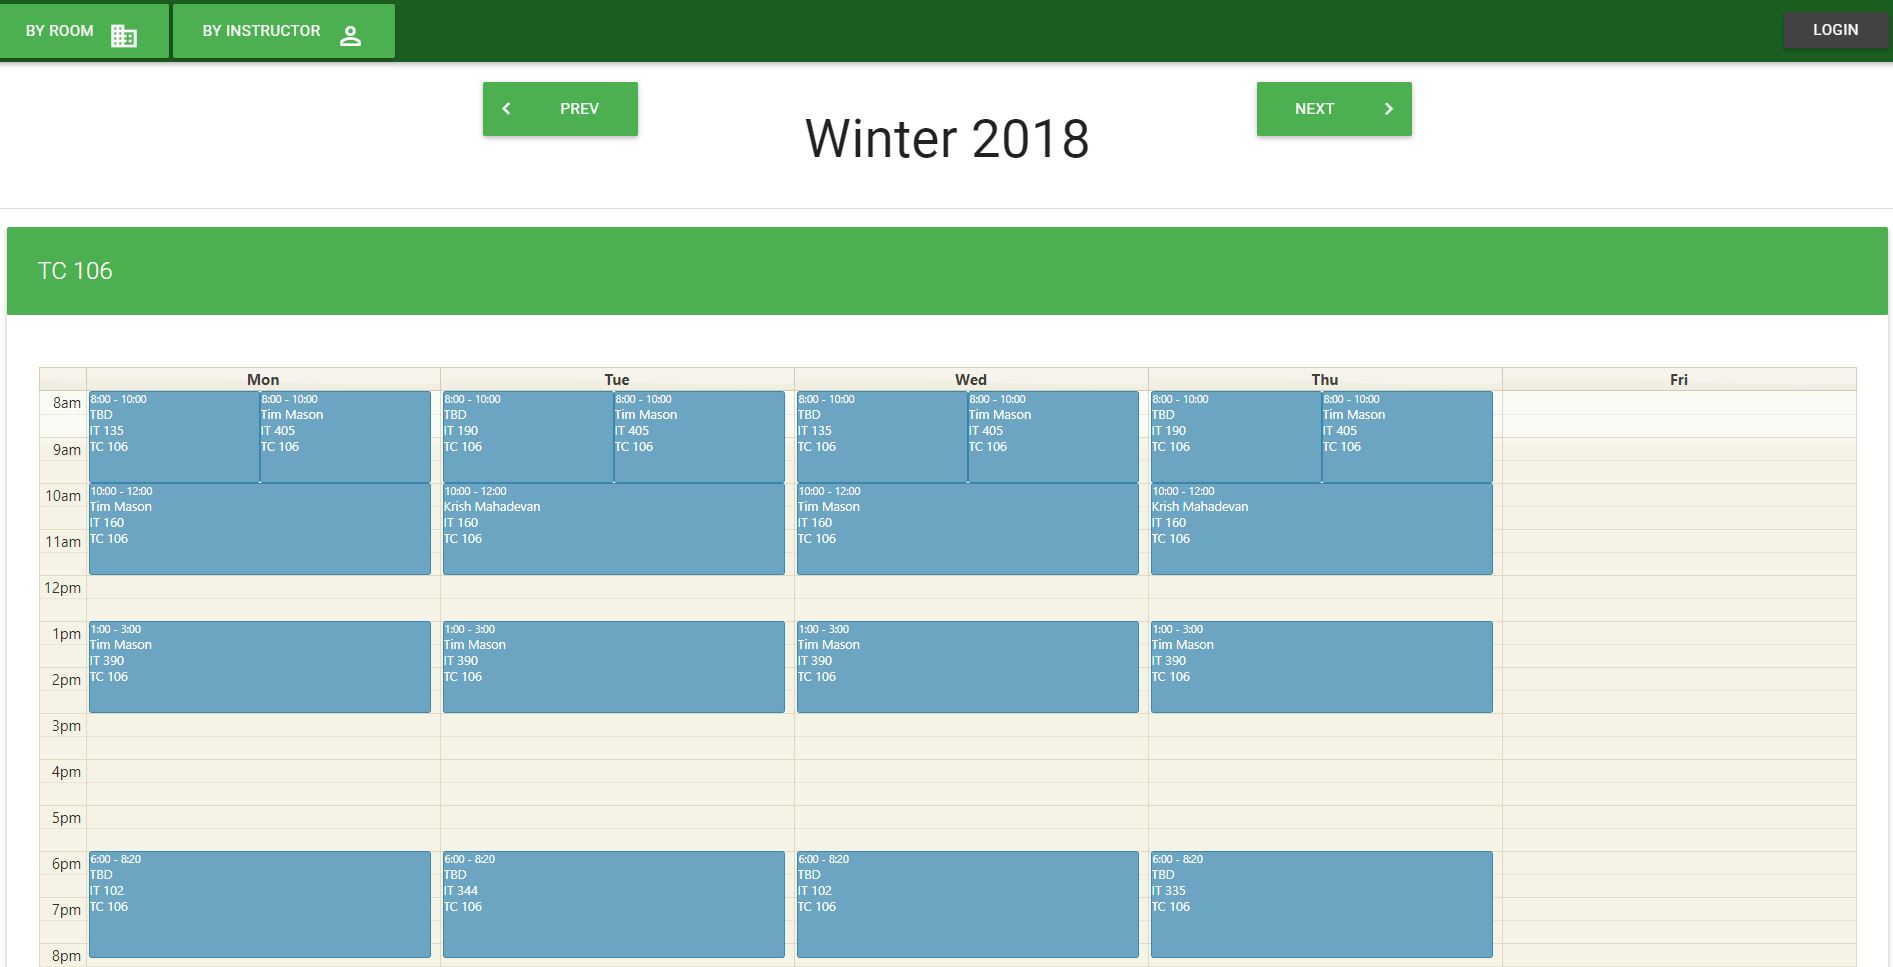 BY ROOM
BY INSTRUCTOR
LOGIN
PREV
Winter 2018
NEXT
TC 106
Mon Tue Wed Thu Fri
8am
8:00 - 10:00
TBD
IT 135
TC 106
8:00 - 10:00
Tim Mason
IT 405
TC 106
8:00 - 10:00
TBD
IT 190
TC 106
8:00 - 10:00
Tim Mason
IT 405
TC 106
8:00 - 10:00
TBD
IT 135
TC 106
8:00 - 10:00
Tim Mason
IT 405
TC 106
8:00 - 10:00
TBD
IT 190
TC 106
8:00 - 10:00
Tim Mason
IT 405
TC 106
9am
10am
10:00 - 12:00
Tim Mason
IT 160
TC 106
10:00 - 12:00
Krish Mahadevan
IT 160
TC 106
10:00 - 12:00
Tim Mason
IT 160
TC 106
10:00 - 12:00
Krish Mahadevan
IT 160
TC 106
11am
12pm
1pm
1:00 - 3:00
Tim Mason
IT 390
TC 106
1:00 - 3:00
Tim Mason
IT 390
TC 106
1:00 - 3:00
Tim Mason
IT 390
TC 106
1:00 - 3:00
Tim Mason
IT 390
TC 106
2pm
3pm
4pm
5pm
6pm
6:00 - 8:20
TBD
IT 102
TC 106
6:00 - 8:20
TBD
IT 344
TC 106
6:00 - 8:20
TBD
IT 102
TC 106
6:00 - 8:20
TBD
IT 335
TC 106
7pm
8pm